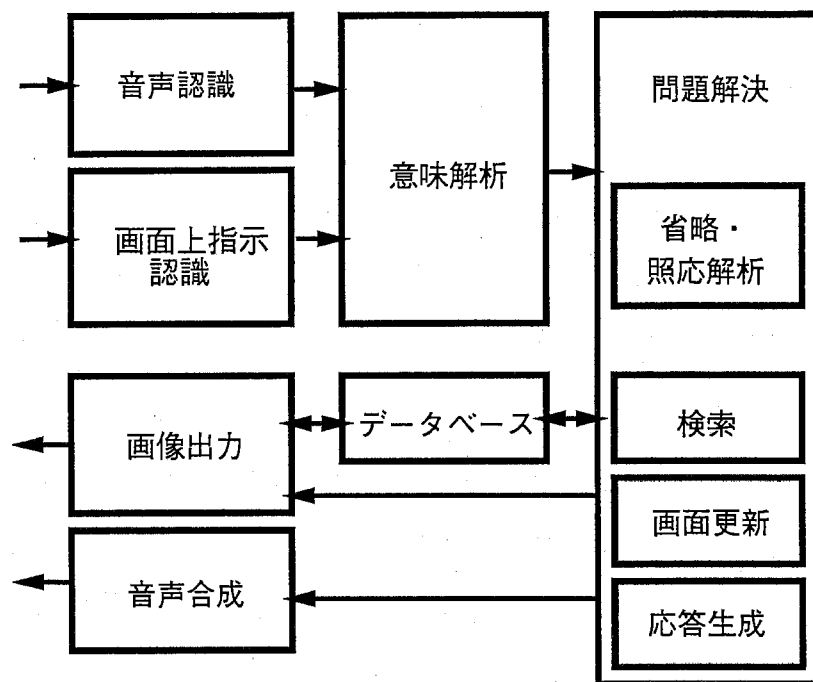 音声認識
画面上指示
認識
意味解析
問題解決
省略・
照応解析
画像出力
データベース
検索
画面更新
音声合成
応答生成